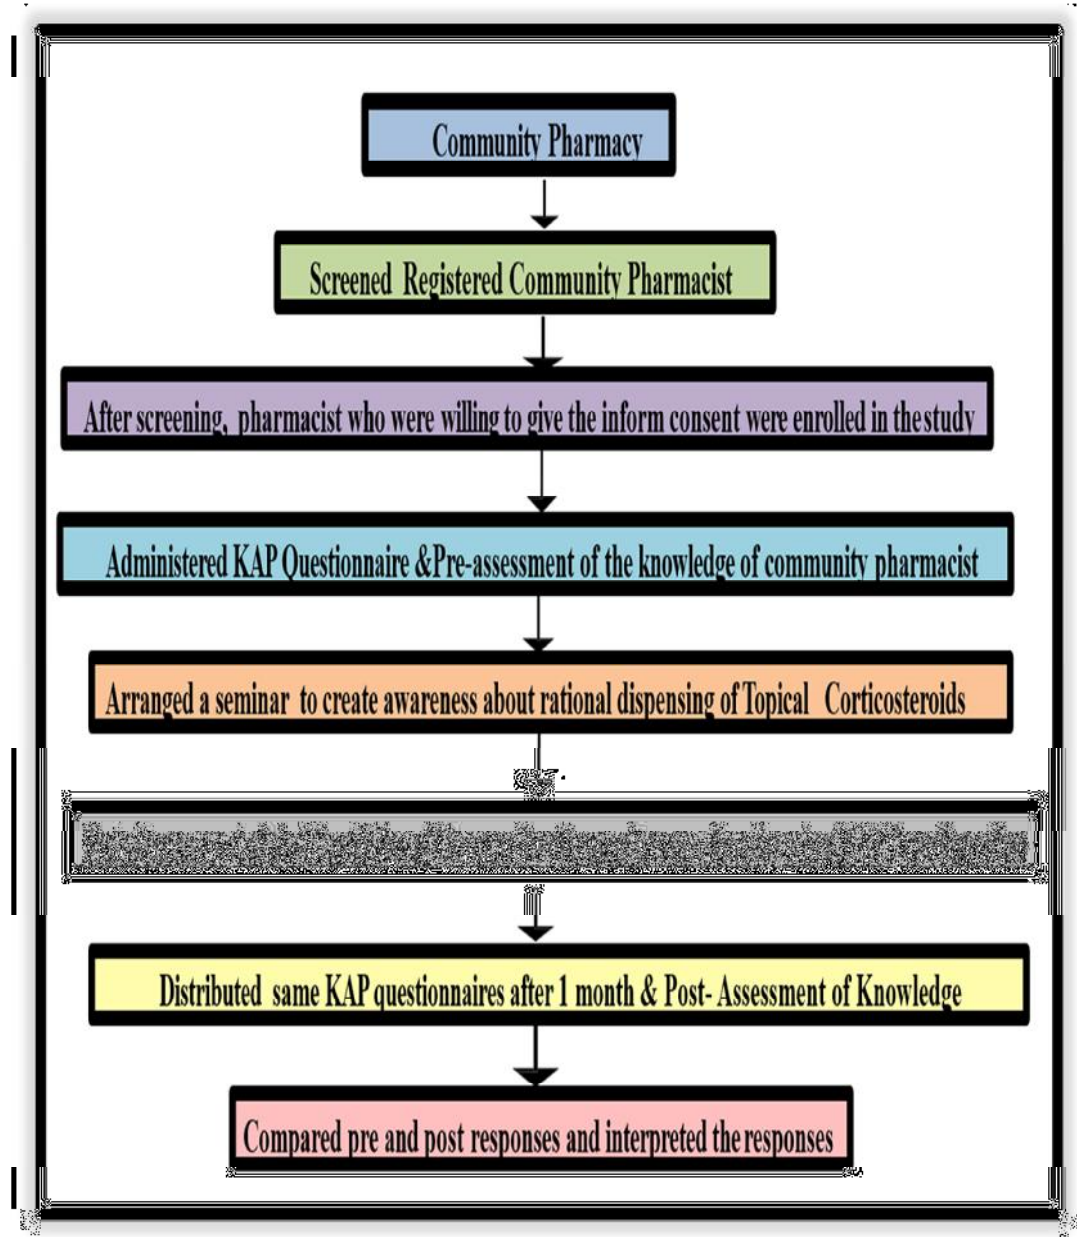 Community Pharmacy
Screened Registered Community Pharmacist
After screening, pharmacist who were willing to give the inform consent were enrolled in the study
Administered KAP Questionnaire &Pre-assessment of the knowledge of community pharmacist
Arranged a seminar to create awareness about rational dispensing of Topical Corticosteroids
Distributed same KAP questionnaires after 1 month & Post- Assessment of Knowledge
Compared pre and post responses and interpreted the responses